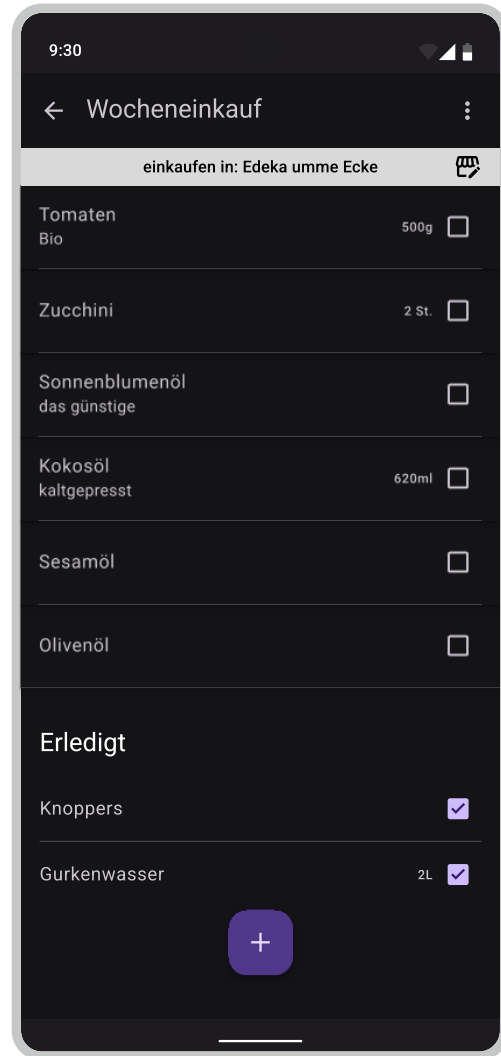 9:30
Wocheneinkauf
einkaufen in: Edeka umme Ecke
Tomaten
Bio
500g
Zucchini
2 St.
Sonnenblumenöl
das günstige
Kokosöl
kaltgepresst
620ml
Sesamöl
Olivenöl
Erledigt
Knoppers
Gurkenwasser
2L